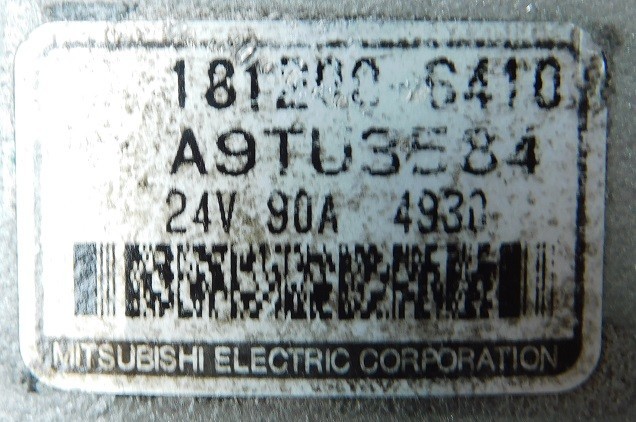 181200-6410
A9TU3584
24V 90A 4930
MITSUBISHI ELECTRIC CORPORATION